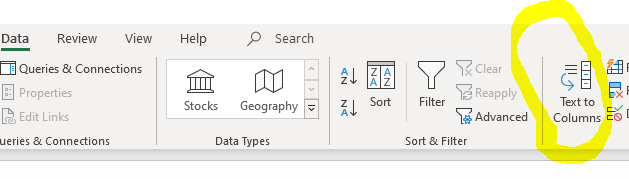 Data Review View Help Search
Queries & Connections
Properties
Edit Links
ueries & Connections
Stocks
Geography
Data Types
Sort
Filter
Clear
Reapply
Advanced
Sort & Filter
Text to
Columns